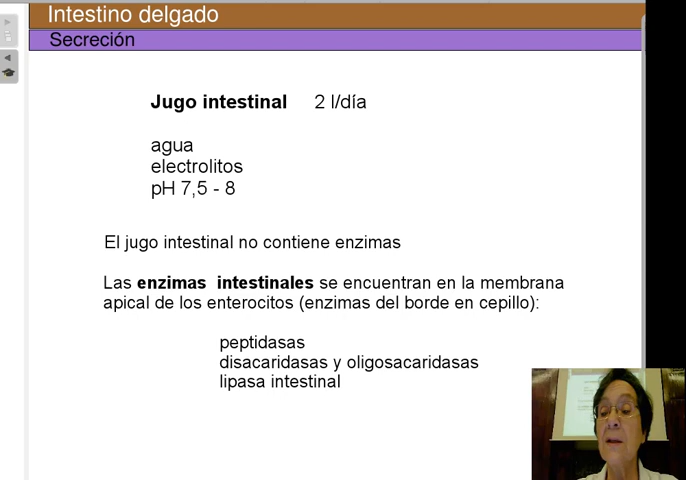 Intestino delgado
Secreción
Jugo intestinal 2 l/día
agua
electrolitos
pH 7,5 - 8
El jugo intestinal no contiene enzimas
Las enzimas intestinales se encuentran en la membrana
apical de los enterocitos (enzimas del borde en cepillo):
peptidasas
disacaridasas y oligosacaridasas
lipasa intestinal